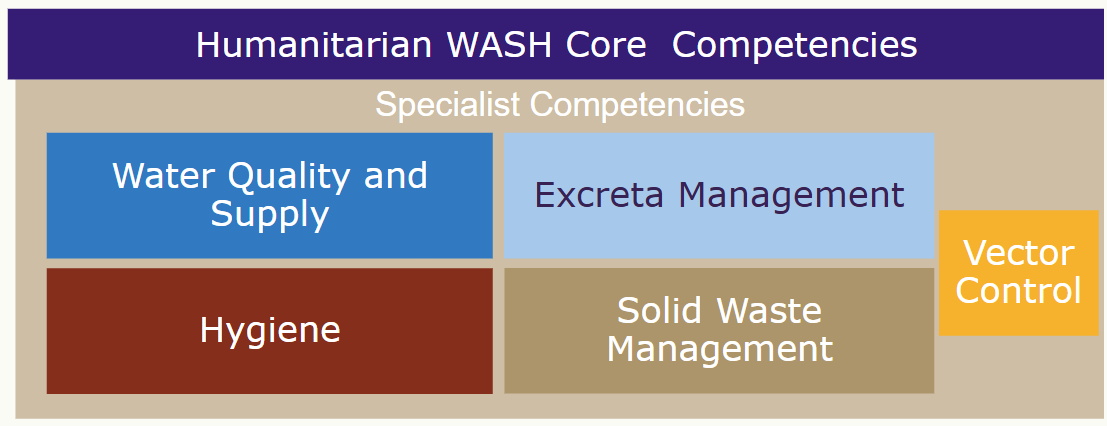 Humanitarian WASH Core  Competencies
Specialist Competencies
Water Quality and
Supply
Excreta Management
Vector
Control
Hygiene
Solid Waste
Management